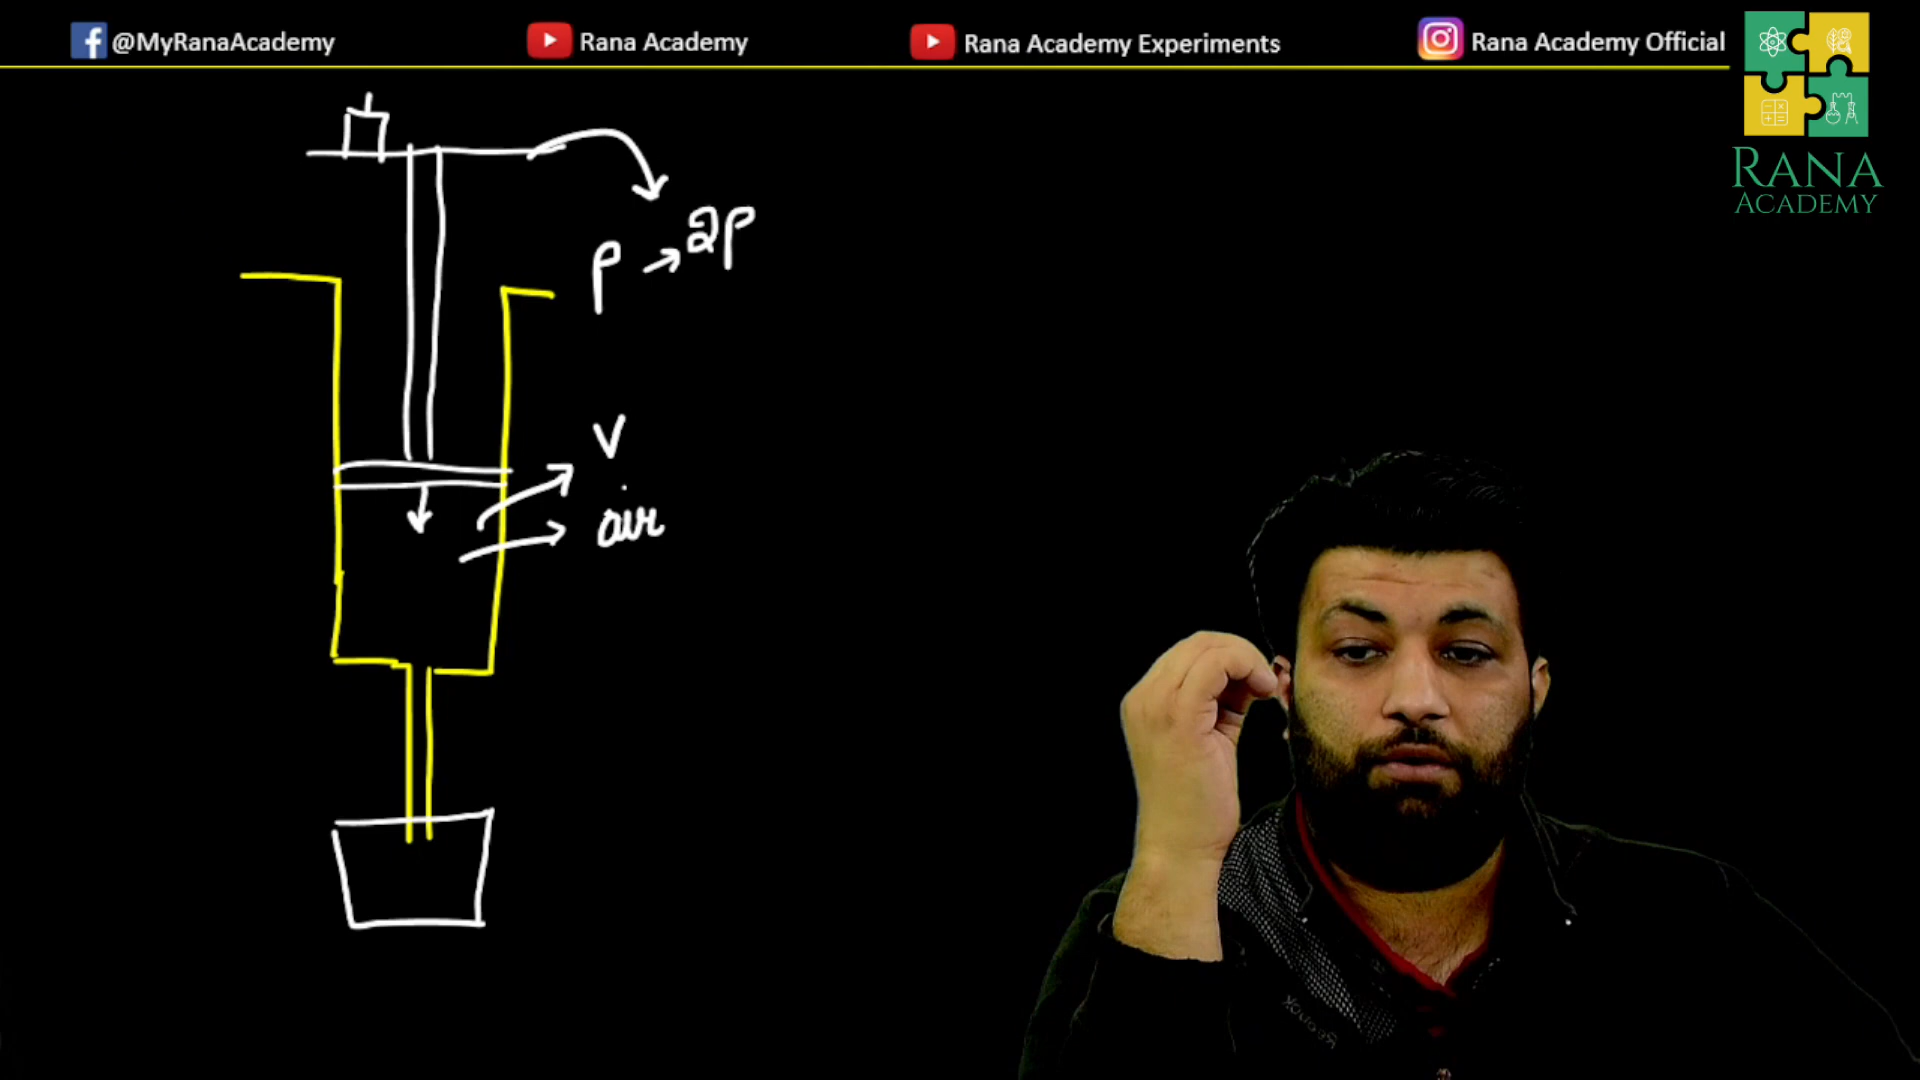 @MyRanaAcademy
Rana Academy
Rana Academy Experiments
Rana Academy Official
RANA
ACADEMY
P → 2P
V
air